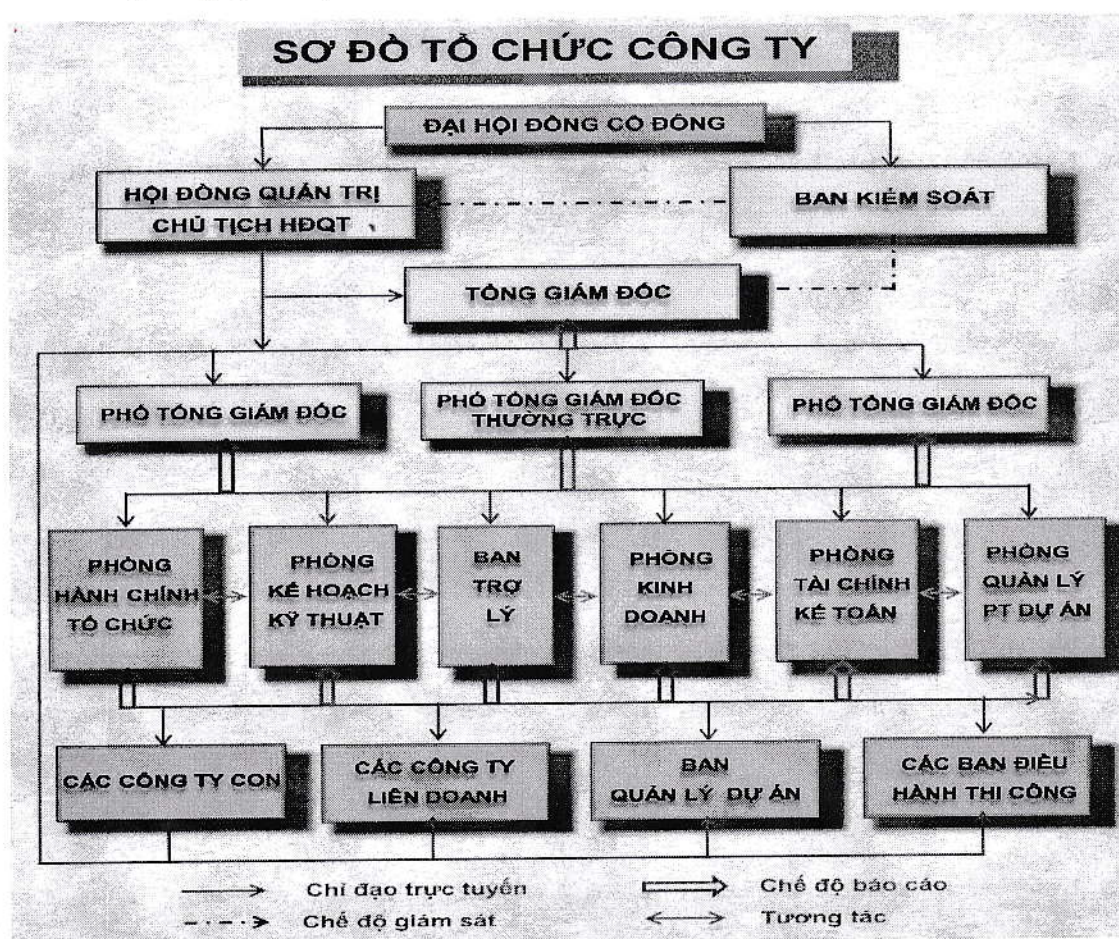 SƠ ĐỒ TỔ CHỨC CÔNG TY
ĐẠI HỘI ĐỒNG CỔ ĐÔNG
HỘI ĐỒNG QUẢN TRỊ
CHỦ TỊCH HĐQT
BAN KIỂM SOÁT
TỔNG GIÁM ĐỐC
PHÓ TỔNG GIÁM ĐỐC
PHÓ TỔNG GIÁM ĐỐC
THƯỜNG TRỰC
PHÓ TỔNG GIÁM ĐỐC
PHÒNG
HÀNH CHÍNH
TỔ CHỨC
PHÒNG
KẾ HOẠCH
KỸ THUẬT
BAN
TRỢ
LÝ
PHÒNG
KINH
DOANH
PHÒNG
TÀI CHÍNH
KẾ TOÁN
PHÒNG
QUẢN LÝ
PT DỰ ÁN
CÁC CÔNG TY CON
CÁC CÔNG TY
LIÊN DOANH
BAN
QUẢN LÝ DỰ ÁN
CÁC BAN ĐIỀU
HÀNH THI CÔNG
Chỉ đạo trực tuyến
Chế độ báo cáo
Chế độ giám sát
Tương tác